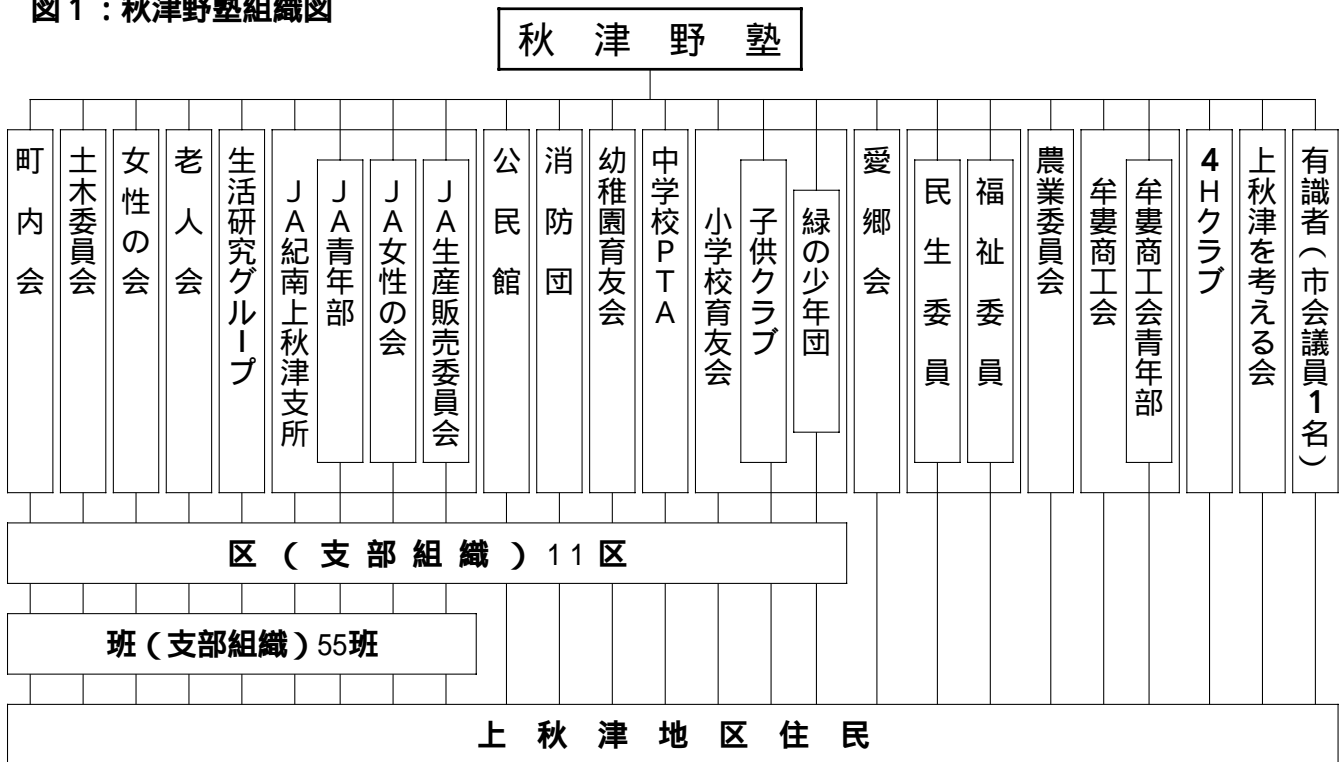 図1:秋津野塾組織図
秋津野塾
町内会
土木委員会
女性の会
老人会
生活研究グループ
JA紀南上秋津支所
JA青年部
JA女性の会
JA生産販売委員会
公民館
消防団
幼稚園育友会
中学校PTA
小学校育友会
子供クラブ
緑の少年団
愛郷会
民生委員
福祉委員
農業委員会
牟婁商工会
牟婁商工会青年部
4Hクラブ
上秋津を考える会
有識者(市会議員1名)
区(支部組織)11区
班(支部組織)55班
上秋津地区住民